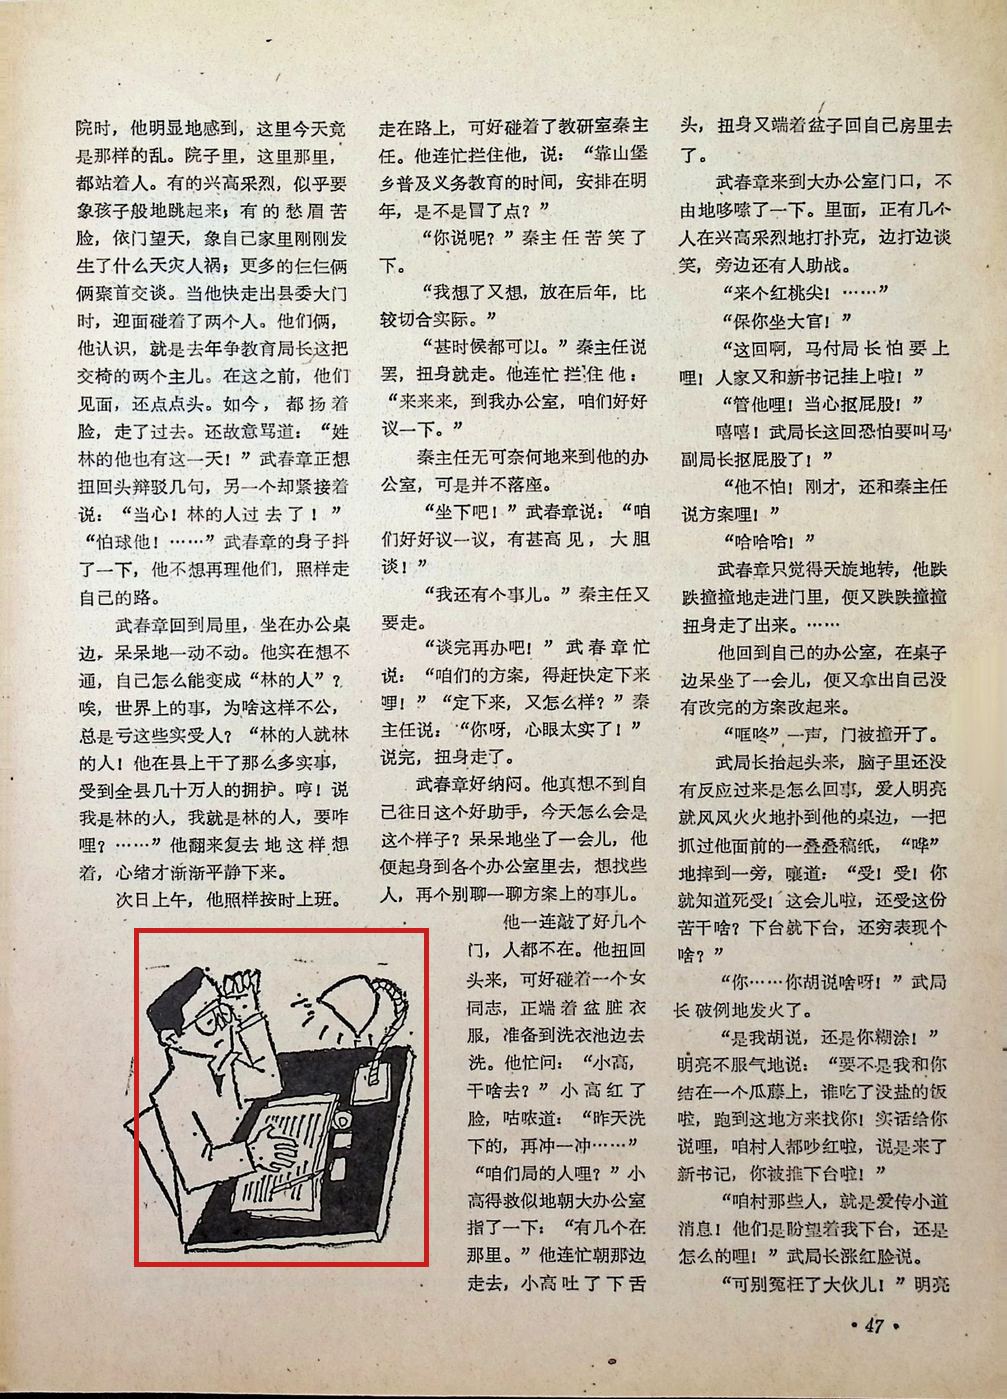 院时，他明显地感到，这里今天竟
是那样的乱。院子里，这里那里，
都站着人。有的兴高采烈，似乎要
象孩子般地跳起来；有的愁眉苦
脸，依门望天，象自己家里刚刚发
生了什么天灾人祸；更多的仨仨俩
俩聚首交谈。当他快走出县委大门
时，迎面碰着了两个人。他们俩，
他认识，就是去年争教育局长这把
交椅的两个主儿。在这之前，他们
见面，还点点头。如今，都扬着
脸，走了过去。还故意骂道：“姓
林的他也有这一天！”武春章正想
扭回头辩驳几句，另一个却紧接着
说：“当心！林的人过去了！”
“怕球他！……”武春章的身子抖
了一下，他不想再理他们，照样走
自己的路。
武春章回到局里，坐在办公桌
边，呆呆地一动不动。他实在想不
通，自己怎么能变成“林的人”？
唉，世界上的事，为啥这样不公，
总是亏这些实受人？“林的人就林
的人！他在县上干了那么多实事，
受到全县几十万人的拥护。哼！说
我是林的人，我就是林的人，要咋
哩？……”他翻来复去地这样想
着，心绪才渐渐平静下来。
次日上午，他照样按时上班。
走在路上，可好碰着了教研室秦主
任。他连忙拦住他，说：“靠山堡
乡普及义务教育的时间，安排在明
年，是不是冒了点？”
“你说呢？”秦主任苦笑了
下。
“我想了又想，放在后年，比
较切合实际。”
“甚时候都可以。”秦主任说
罢，扭身就走。他连忙拦住他：
“来来来，到我办公室，咱们好好
议一下。”
秦主任无可奈何地来到他的办
公室，可是并不落座。
“坐下吧！”武春章说：“咱
们好好议一议，有甚高见，大胆
谈！”
“我还有个事儿。”秦主任又
要走。
“谈完再办吧！”武春章忙
说：“咱们的方案，得赶快定下来
哩！”“定下来，又怎么样？”秦
主任说：“你呀，心眼太实了！”
说完，扭身走了。
武春章好纳闷。他真想不到自
己往日这个好助手，今天怎么会是
这个样子？呆呆地坐了一会儿，他
便起身到各个办公室里去，想找些
人，再个别聊一聊方案上的事儿。
他一连敲了好几个
门，人都不在。他扭回
头来，可好碰着一个女
同志，正端着盆脏衣
服，准备到洗衣池边去
洗。他忙问：“小高，
干啥去？”小高红了
脸，咕哝道：“昨天洗
下的，再冲一冲……”
“咱们局的人哩？”小
高得救似地朝大办公室
指了一下：“有几个在
那里。”他连忙朝那边
走去，小高吐了下舌
头，扭身又端着盆子回自己房里去
了。
武春章来到大办公室门口，不
由地哆嗦了一下。里面，正有几个
人在兴高采烈地打扑克，边打边谈
笑，旁边还有人助战。
“来个红桃尖！……”
“保你坐大官！”
“这回啊，马付局长怕要上
哩！人家又和新书记挂上啦！”
“管他哩！当心抠屁股！”
嘻嘻！武局长这回恐怕要叫马
副局长抠屁股了！”
“他不怕！刚才，还和秦主任
说方案哩！”
“哈哈哈！”
武春章只觉得天旋地转，他跌
跌撞撞地走进门里，便又跌跌撞撞
扭身走了出来。……
他回到自己的办公室，在桌子
边呆坐了一会儿，便又拿出自己没
有改完的方案改起来。
“哐咚”一声，门被撞开了。
武局长抬起头来，脑子里还没
有反应过来是怎么回事，爱人明亮
就风风火火地扑到他的桌边，一把
抓过他面前的一叠叠稿纸，“哗”
地摔到一旁，嚷道：“受！受！你
就知道死受！这会儿啦，还受这份
苦干啥？下台就下台，还穷表现个
啥？”
“你……你胡说啥呀！”武局
长破例地发火了。
“是我胡说，还是你糊涂！”
明亮不服气地说：“要不是我和你
结在一个瓜藤上，谁吃了没盐的饭
啦，跑到这地方来找你！实话给你
说哩，咱村人都吵红啦，说是来了
新书记，你被推下台啦！”
“咱村那些人，就是爱传小道
消息！他们是盼望着我下台，还是
怎么的哩！”武局长涨红脸说。
“可别冤枉了大伙儿！”明亮
•47•